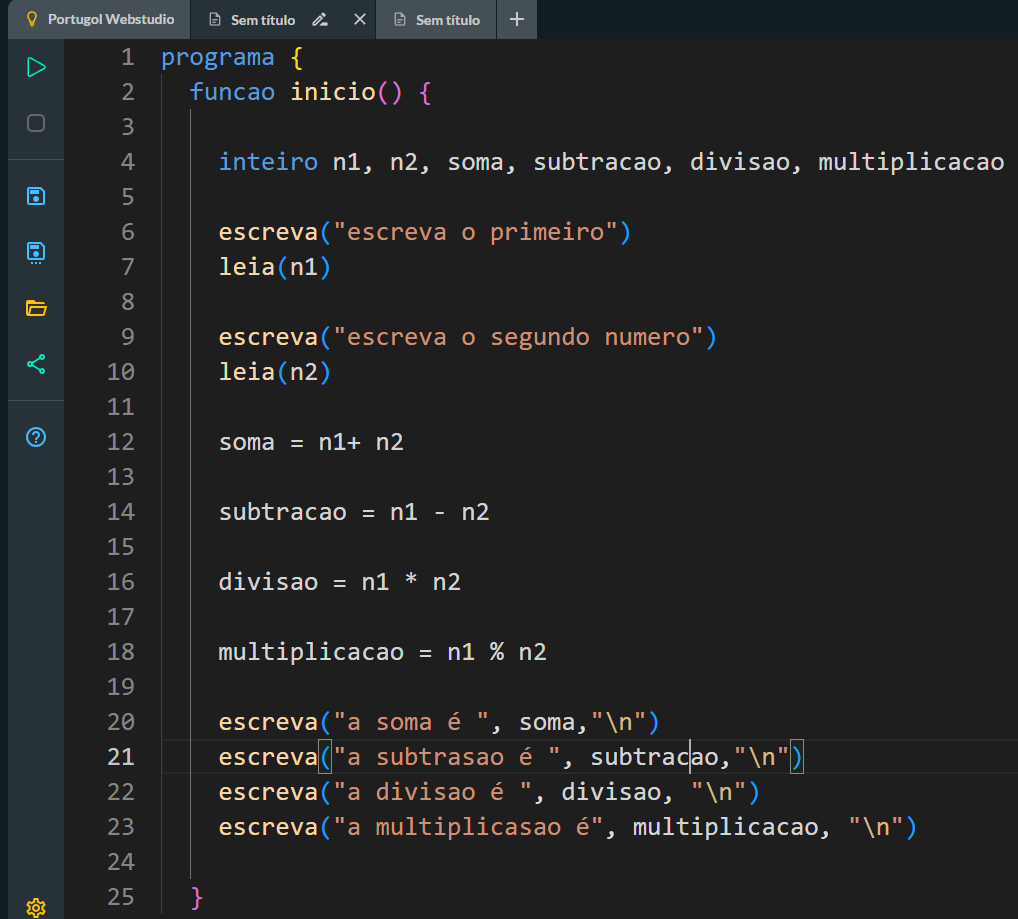 Portugol Webstudio Sem título Sem título
1 programa {
2 funcao inicio() {
3
4 inteiro n1, n2, soma, subtracao, divisao, multiplicacao
5
6 escreva("escreva o primeiro")
7 leia(n1)
8
9 escreva("escreva o segundo numero")
10 leia(n2)
11
12 soma = n1+ n2
13
14 subtracao = n1 - n2
15
16 divisao = n1 * n2
17
18 multiplicacao = n1 % n2
19
20 escreva("a soma é ", soma,"\n")
21 escreva("a subtrasao é ", subtracao,"\n")
22 escreva("a divisao é ", divisao, "\n")
23 escreva("a multiplicasao é", multiplicacao, "\n")
24
25 }